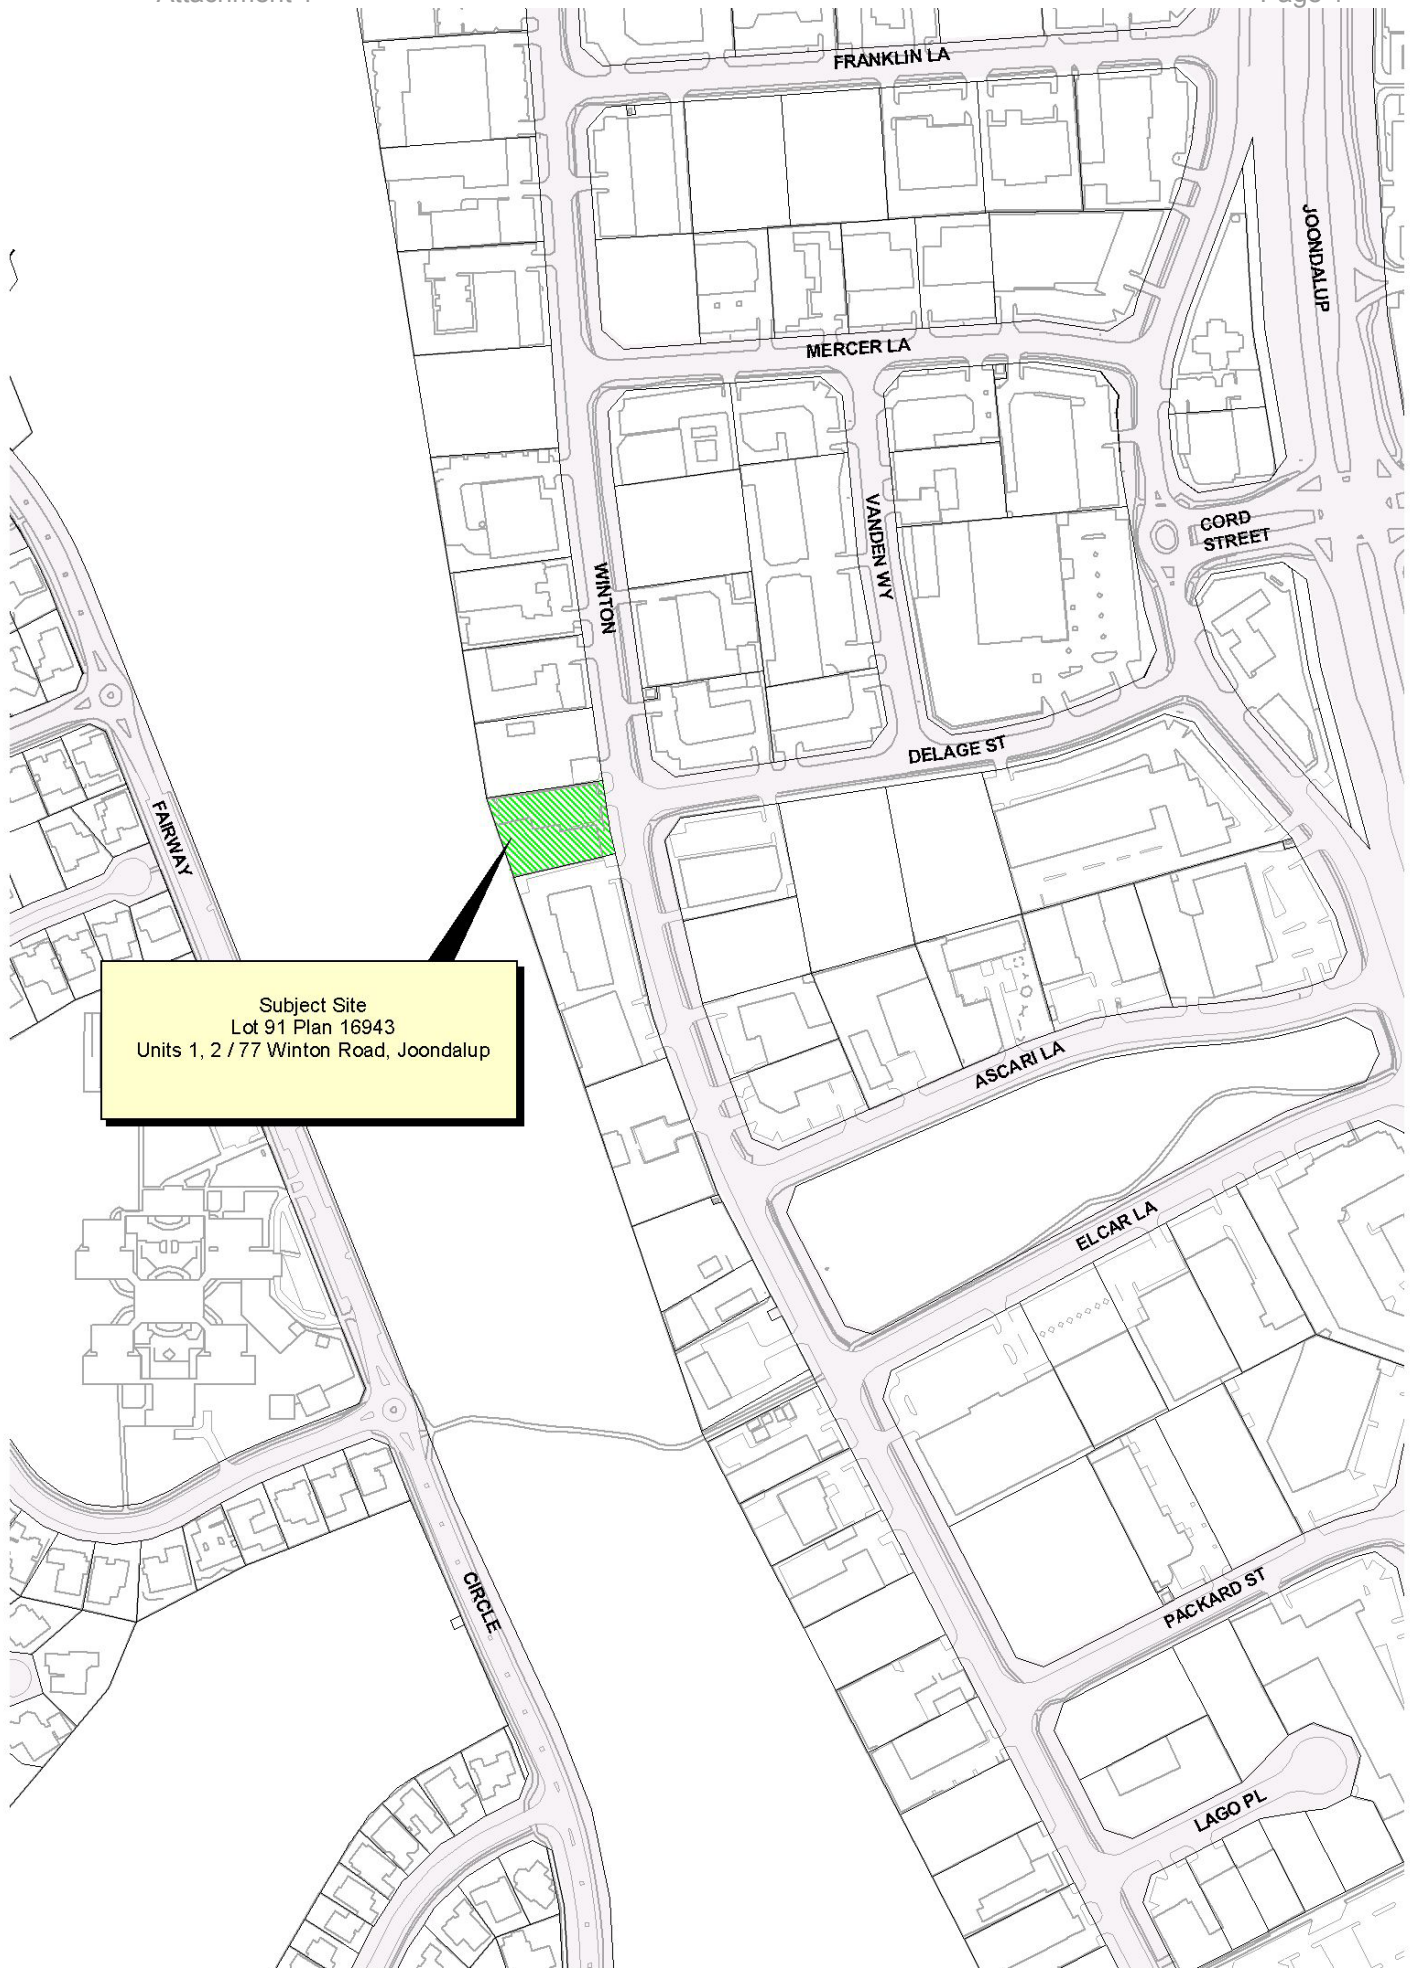 FRANKLIN LA
JOONDALUP
MERCER LA
VANDEN WY
CORD
STREET
WINTON
DELAGE ST
FAIRWAY
Subject Site
Lot 91 Plan 16943
Units 1, 2 / 77 Winton Road, Joondalup
ASCARI LA
ELCAR LA
CIRCLE
PACKARD ST
LAGO PL